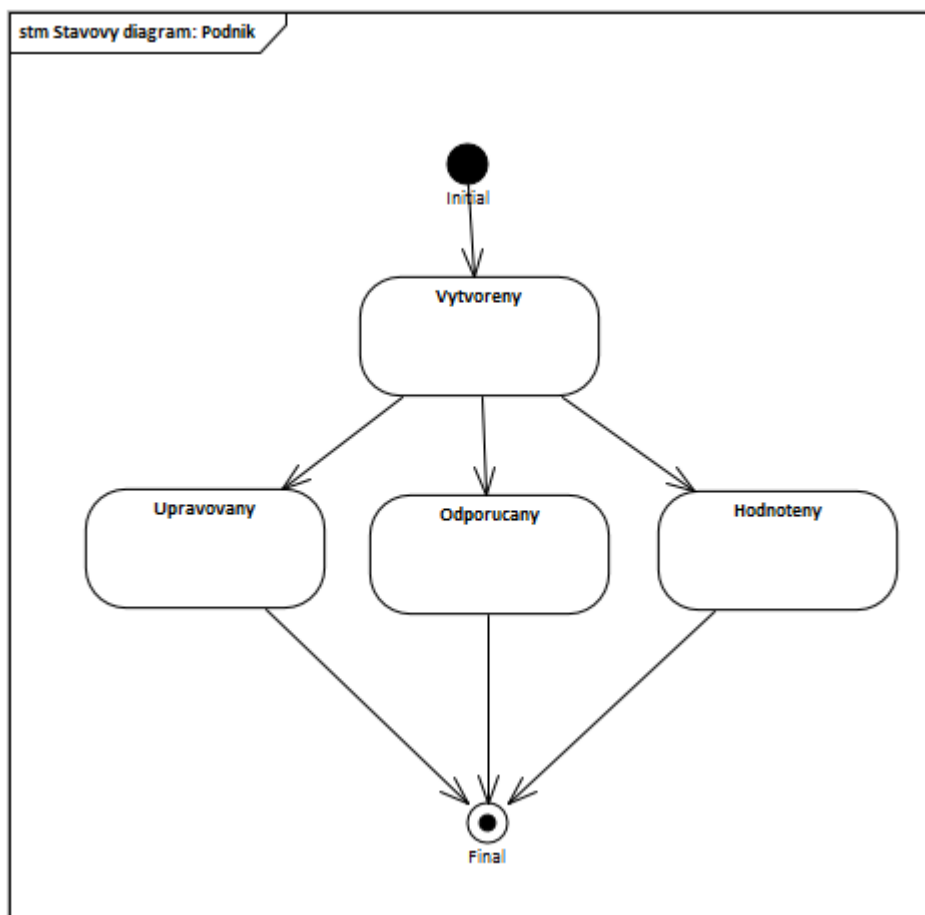 stm Stavovy diagram: Podnik
Initial
Vytvoreny
Upravovany
Odporucany
Hodnoteny
Final